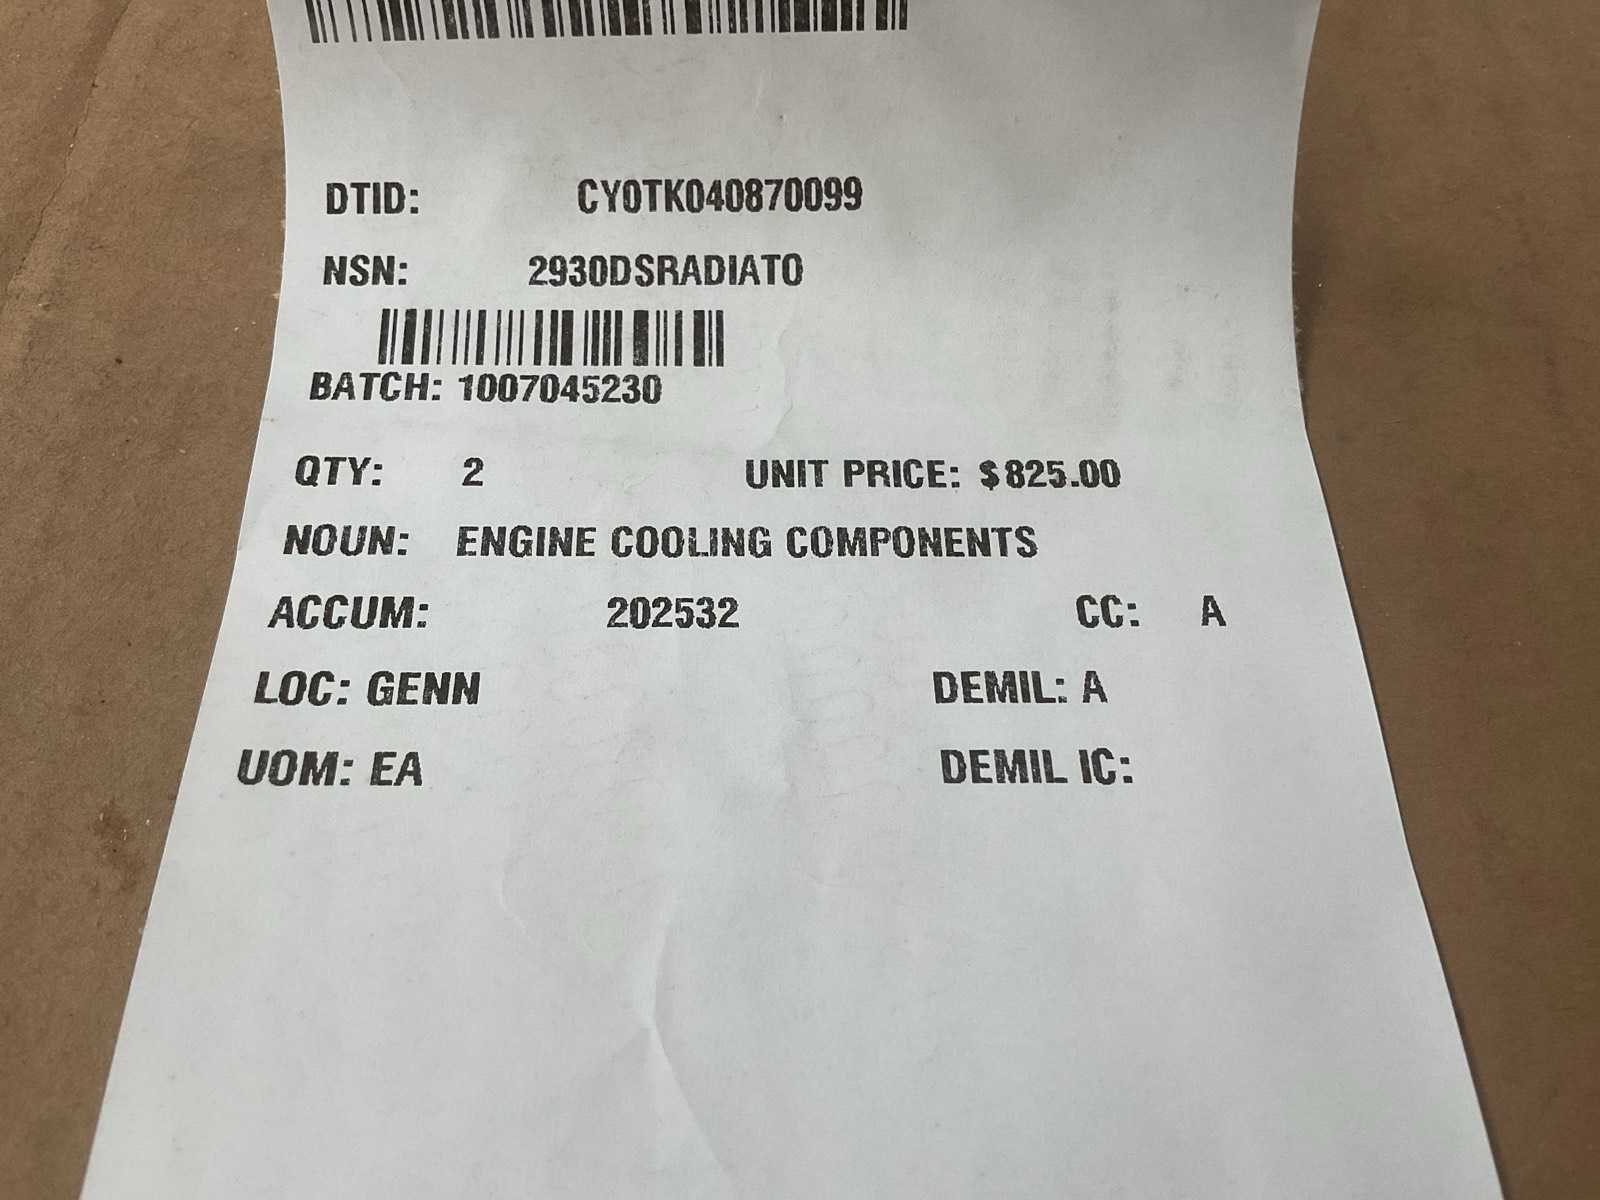 DTID: CY0TK040870099
NSN: 2930DSRADIATO
BATCH: 1007045230
QTY: 2 UNIT PRICE: $825.00
NOUN: ENGINE COOLING COMPONENTS
ACCUM: 202532 CC: A
LOC: GENN DEMIL: A
UOM: EA DEMIL IC: